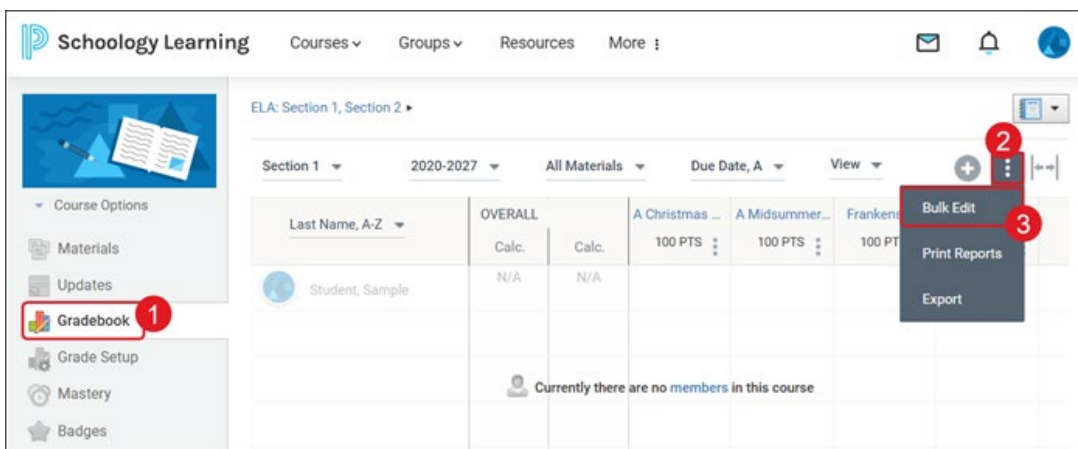 Schoology Learning Courses Groups Resources More
ELA: Section 1, Section 2
2
Section 1 2020-2027 All Materials Due Date, A View
Course Options
Materials
Updates
Gradebook 1
Grade Setup
Mastery
Badges
Last Name, A-Z OVERALL A Christmas ... A Midsummer... Frankens
Calc. Calc. 100 PTS 100 PTS 100 PT
Student, Sample N/A N/A
Currently there are no members in this course
Bulk Edit 3
Print Reports
Export